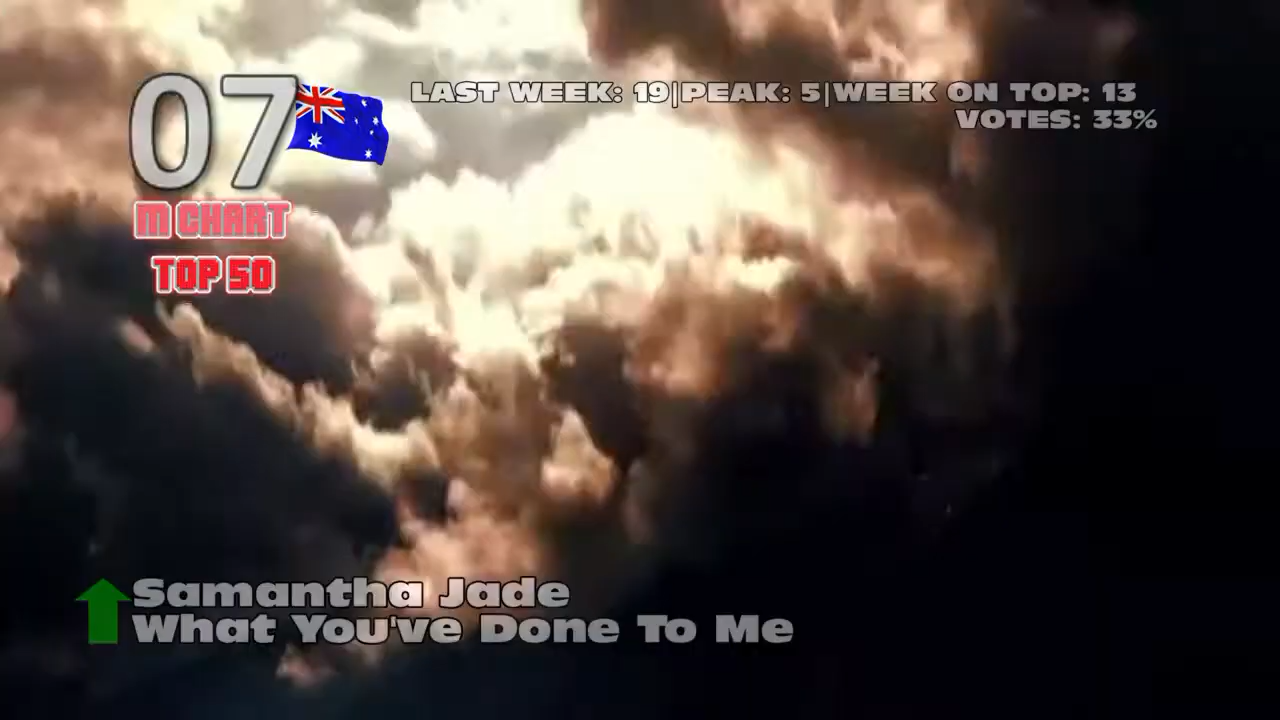 07
LAST WEEK: 19|PEAK: 5|WEEK ON TOP: 13
VOTES: 33%
M CHART
TOP 50
Samantha Jade
What You've Done To Me